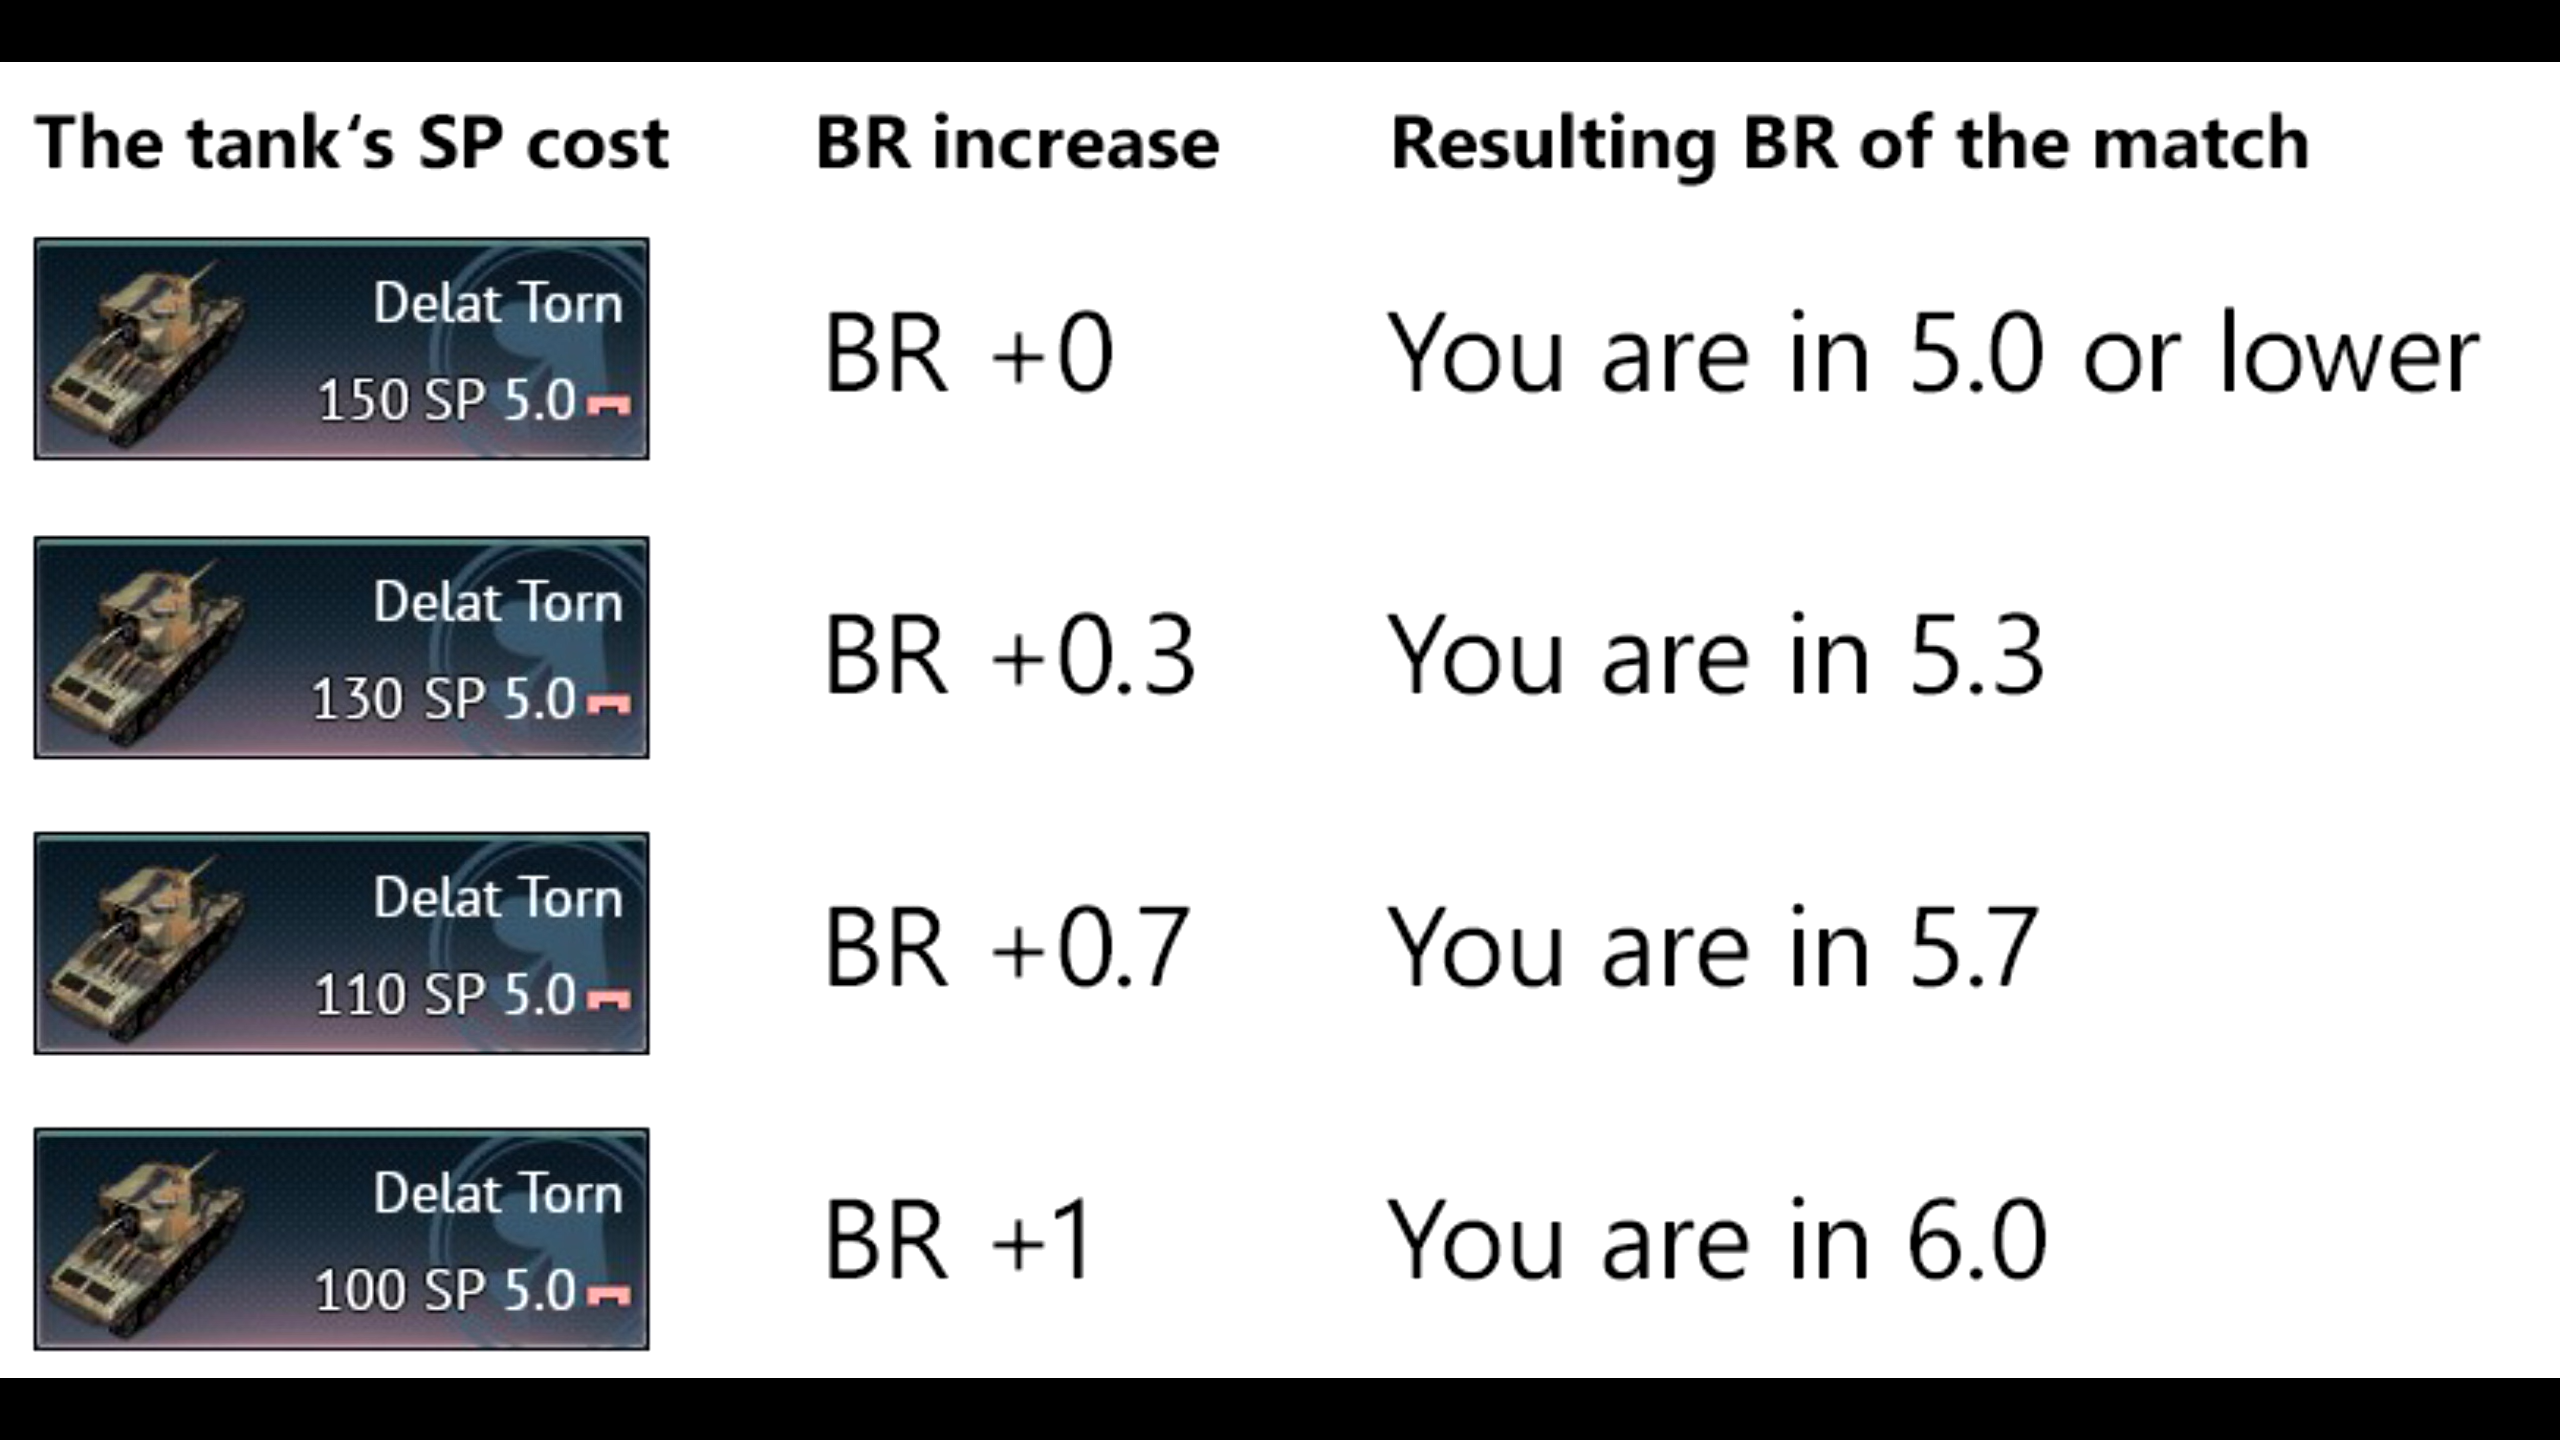 The tank‘s SP cost BR increase Resulting BR of the match
Delat Torn
150 SP 5.0
BR +0 You are in 5.0 or lower
Delat Torn
130 SP 5.0
BR +0.3 You are in 5.3
Delat Torn
110 SP 5.0
BR +0.7 You are in 5.7
Delat Torn
100 SP 5.0
BR +1 You are in 6.0